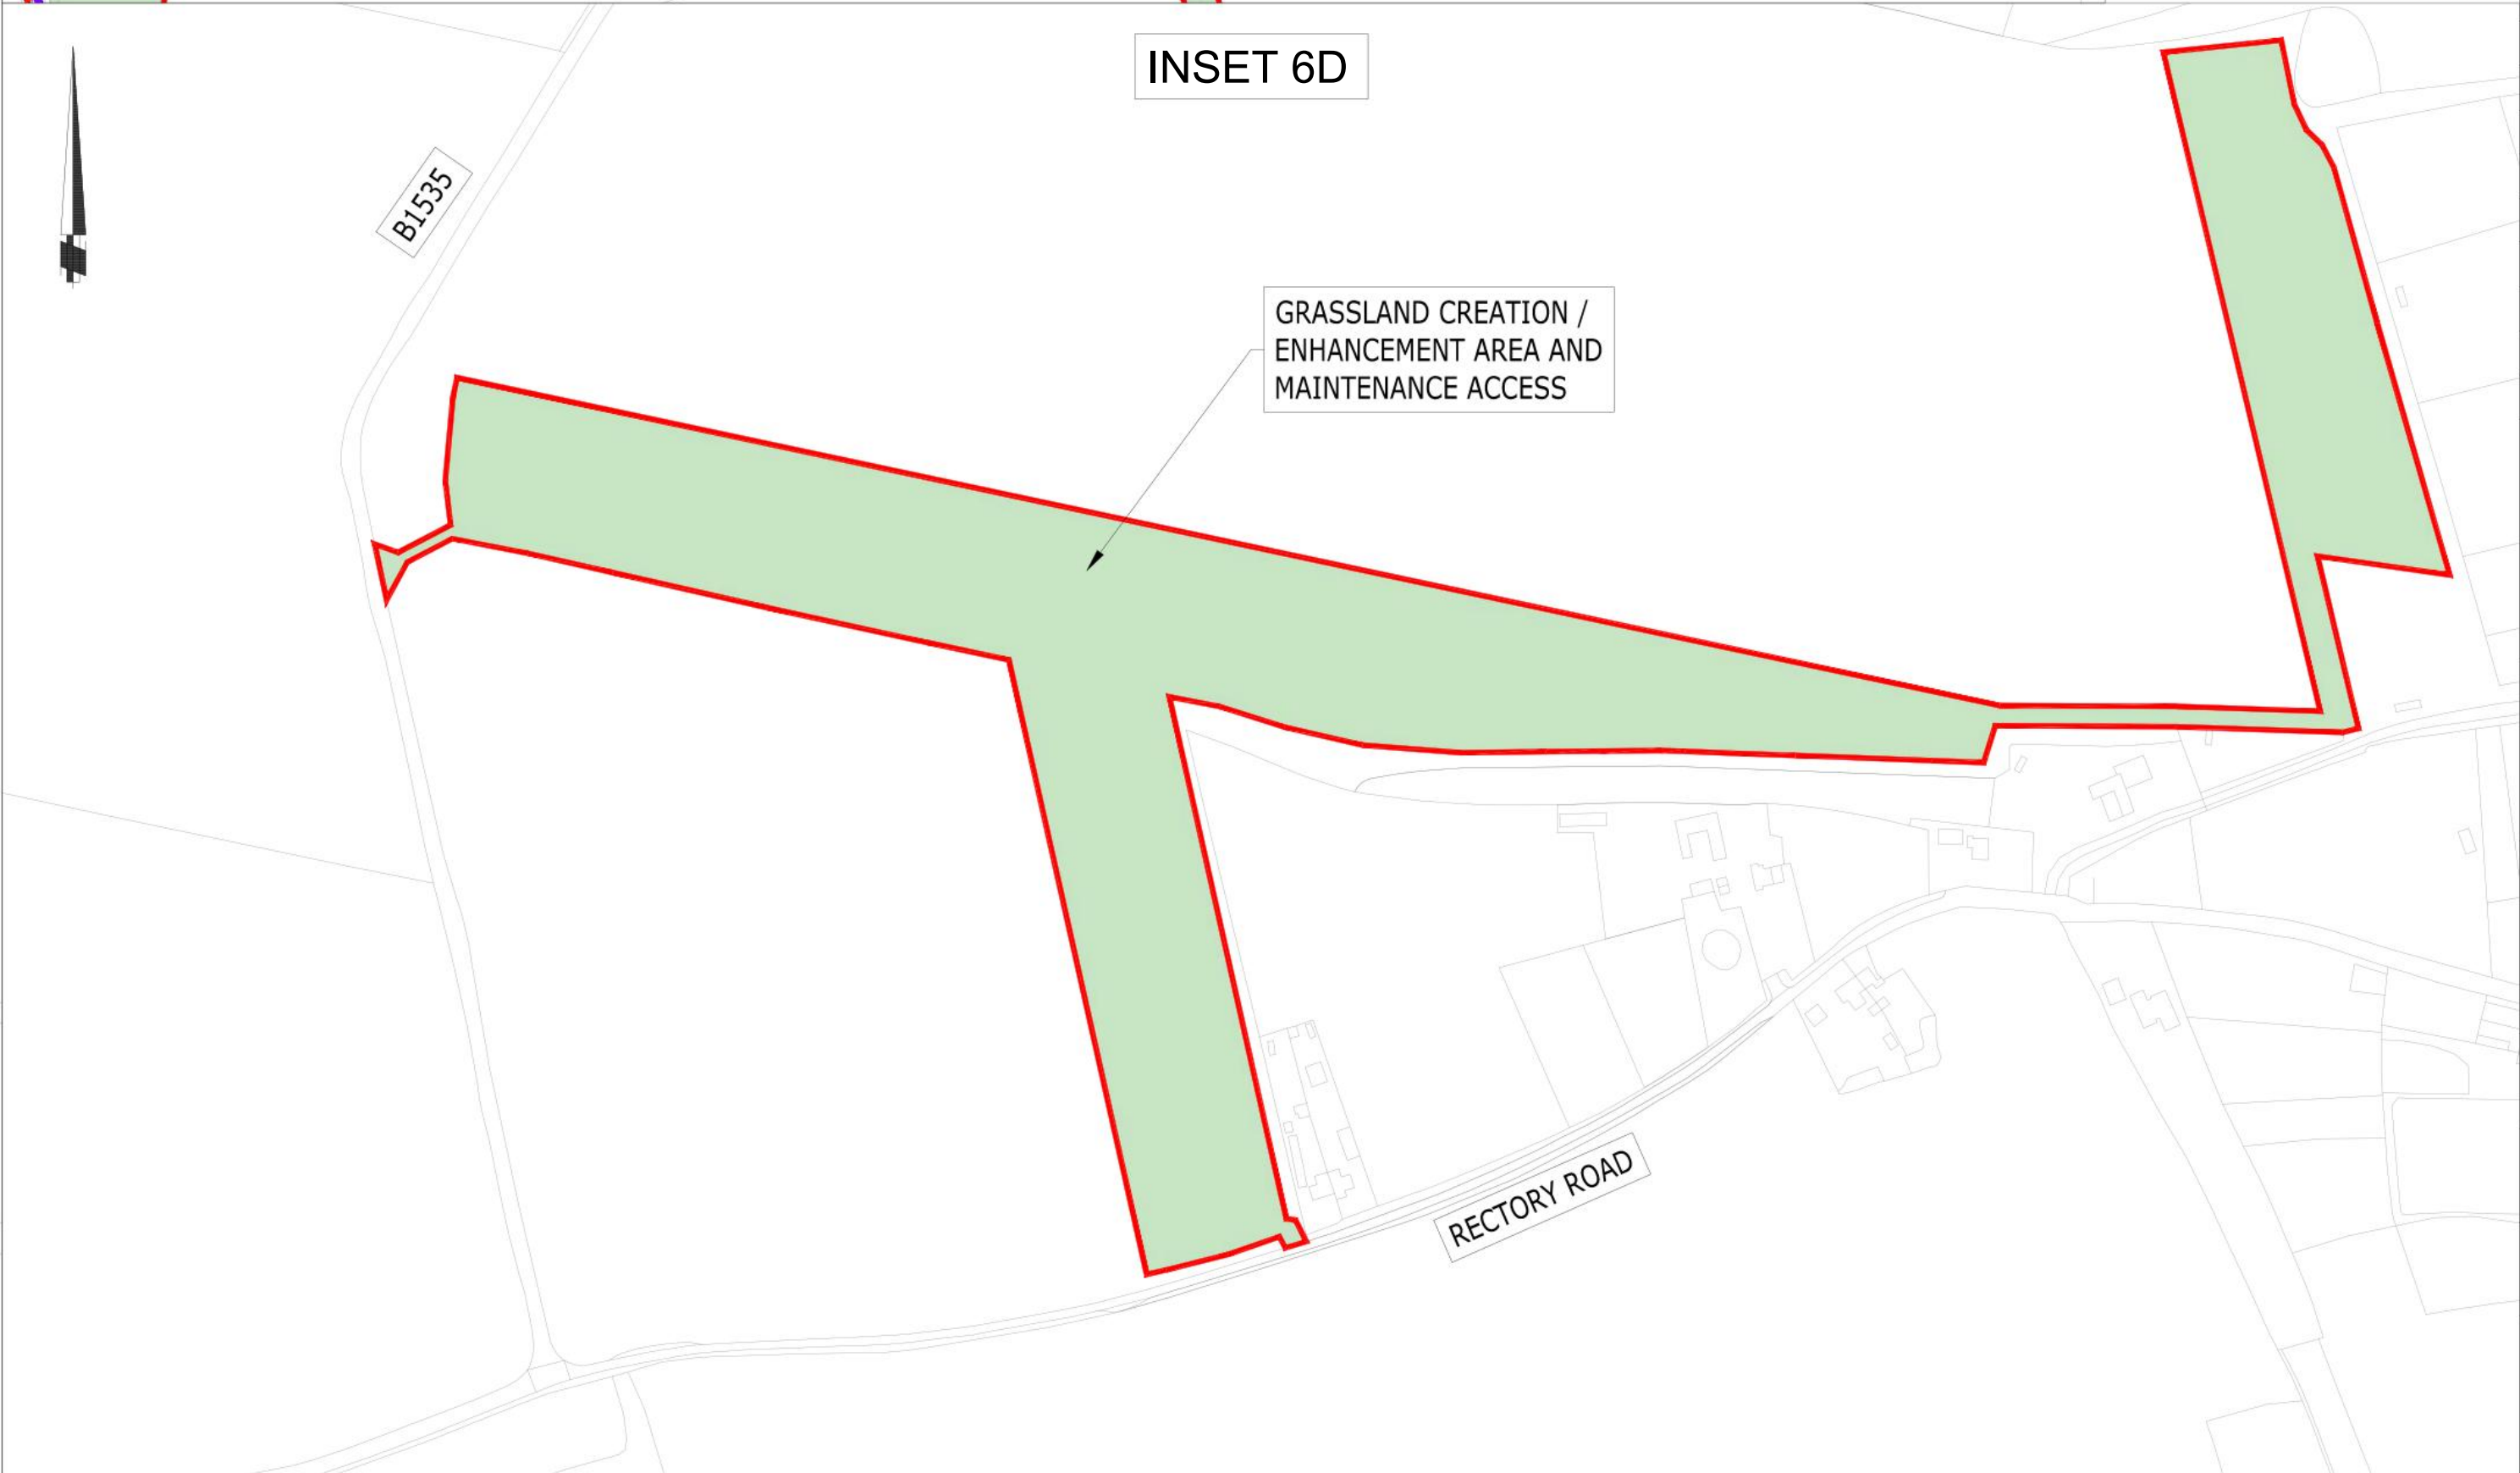 INSET 6D
B1535
GRASSLAND CREATION /
ENHANCEMENT AREA AND
MAINTENANCE ACCESS
RECTORY ROAD